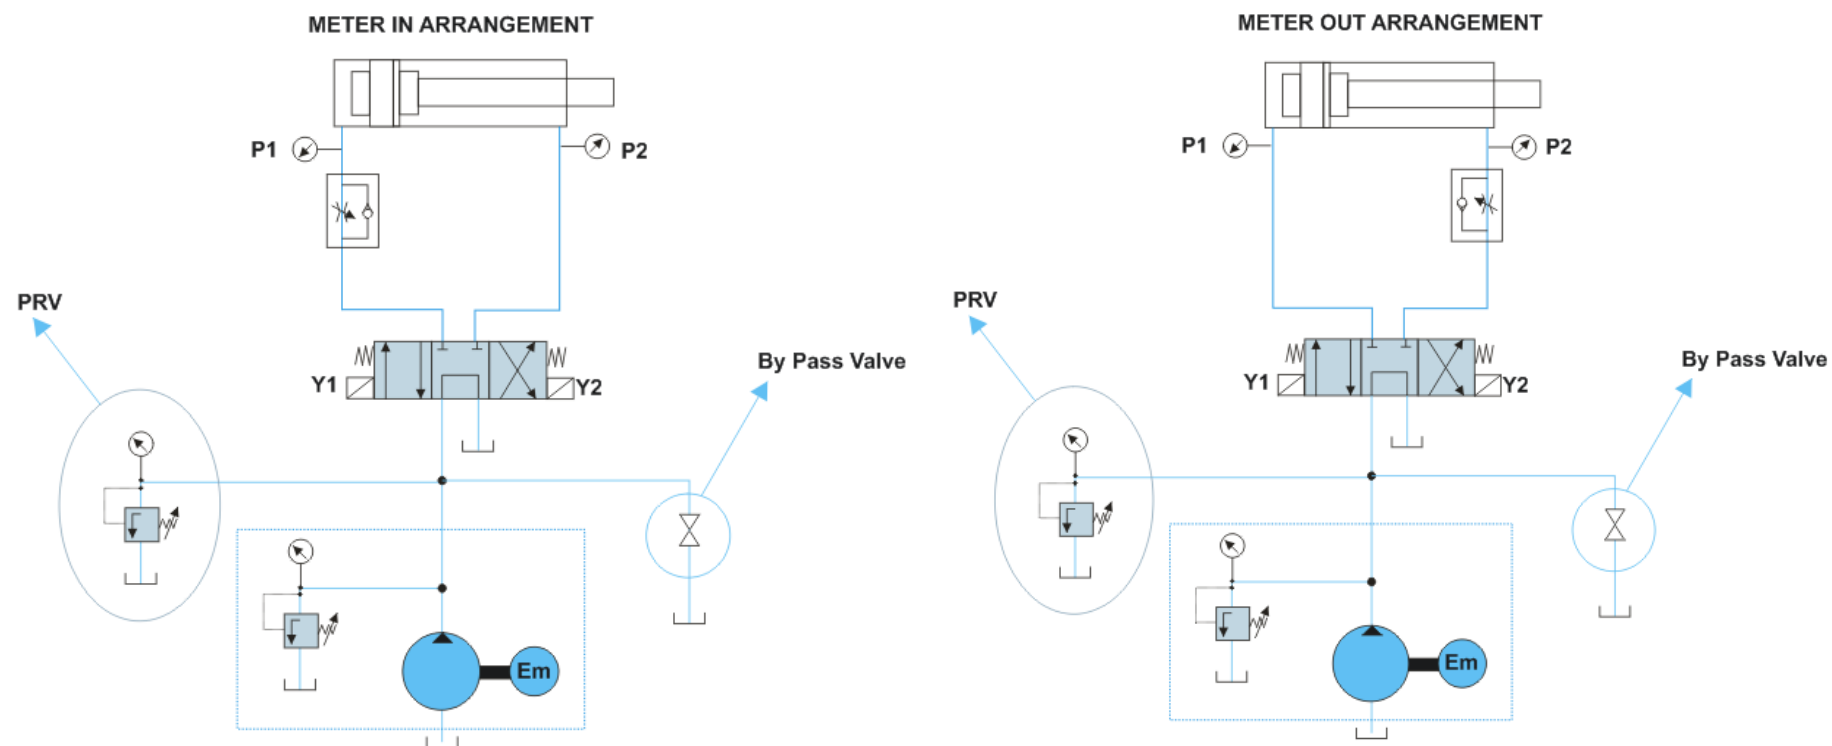 METER IN ARRANGEMENT
P1
P2
PRV
By Pass Valve
Y1
Y2
Em
METER OUT ARRANGEMENT
P1
P2
PRV
By Pass Valve
Y1
Y2
Em